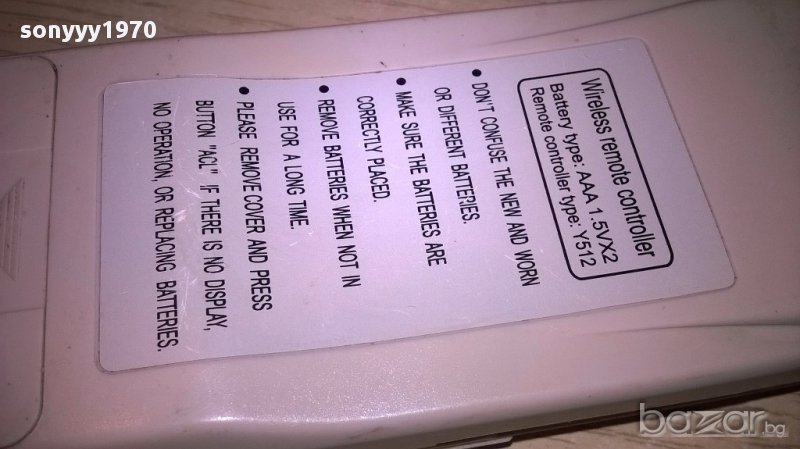 sonyyy1970
Wireless remote controller
Battery type: AAA 1.5VX2
Remote controller type: Y512
• DON'T CONFUSE THE NEW AND WORN
OR DIFFERENT BATTERIES.
• MAKE SURE THE BATTERIES ARE
CORRECTLY PLACED.
• REMOVE BATTERIES WHEN NOT IN
USE FOR A LONG TIME.
• PLEASE REMOVE COVER AND PRESS
BUTTON "ACL" IF THERE IS NO DISPLAY,
NO OPERATION, OR REPLACING BATTERIES.
bazar.bg